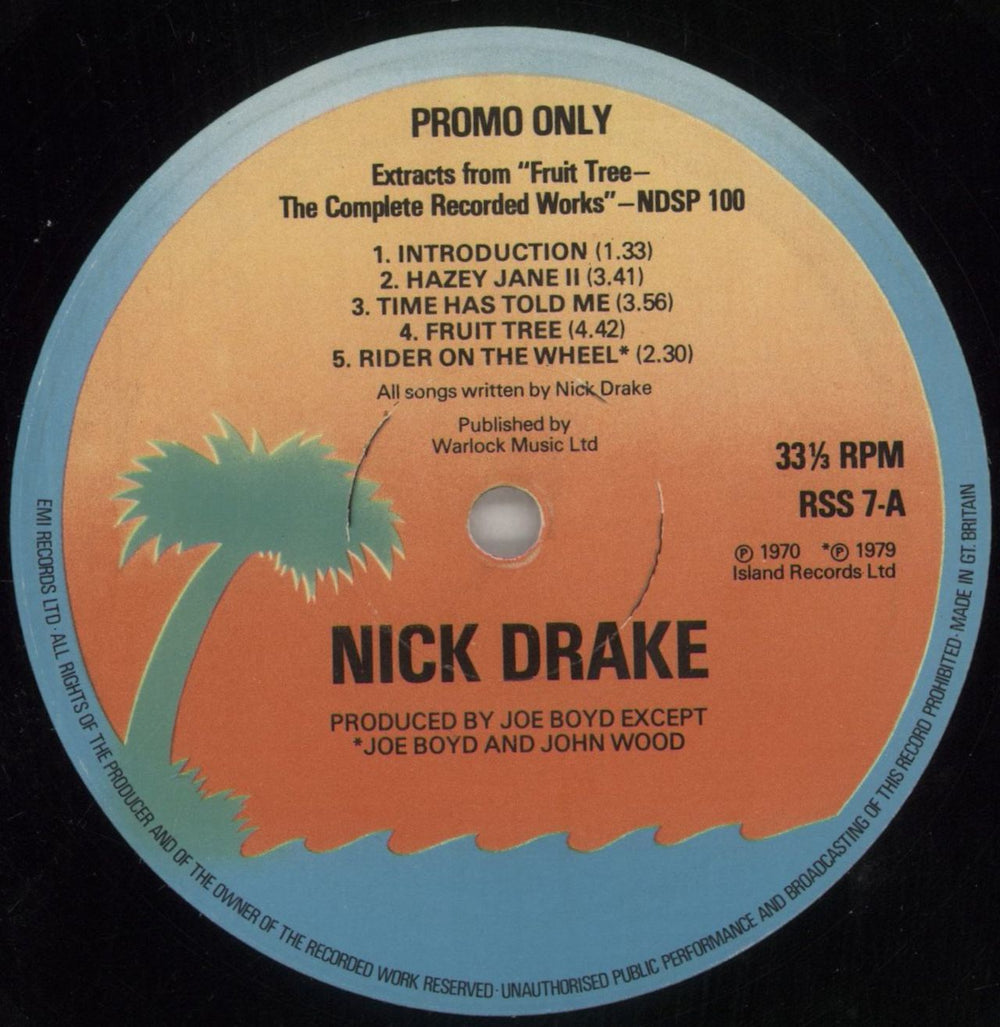 PROMO ONLY
Extracts from "Fruit Tree–
The Complete Recorded Works"–NDSP 100
1. INTRODUCTION (1.33)
2. HAZEY JANE II (3.41)
3. TIME HAS TOLD ME (3.56)
4. FRUIT TREE (4.42)
5. RIDER ON THE WHEEL* (2.30)
All songs written by Nick Drake
Published by
Warlock Music Ltd
33⅓ RPM
RSS 7-A
℗ 1970 *℗ 1979
Island Records Ltd
NICK DRAKE
PRODUCED BY JOE BOYD EXCEPT
*JOE BOYD AND JOHN WOOD
EMI RECORDS LTD · ALL RIGHTS OF THE PRODUCER AND OF THE OWNER OF THE RECORDED WORK RESERVED · UNAUTHORISED PUBLIC PERFORMANCE AND BROADCASTING OF THIS RECORD PROHIBITED · MADE IN GT. BRITAIN